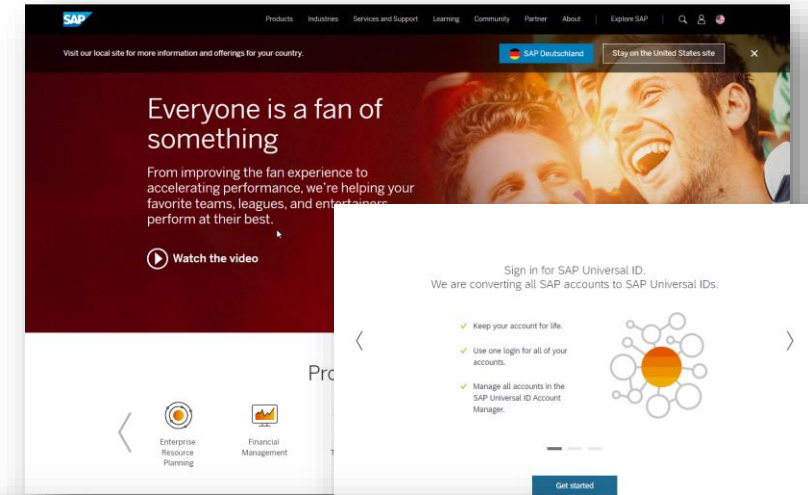 SAP
Products Industries Services and Support Learning Community Partner About Explore SAP
Visit our local site for more information and offerings for your country.
SAP Deutschland
Stay on the United States site
Everyone is a fan of
something
From improving the fan experience to
accelerating performance, we're helping your
favorite teams, leagues, and entertainers
perform at their best.
Watch the video
Enterprise
Resource
Planning
Financial
Management
Sign in for SAP Universal ID.
We are converting all SAP accounts to SAP Universal IDs.
Keep your account for life.
Use one login for all of your
accounts.
Manage all accounts in the
SAP Universal ID Account
Manager.
Get started